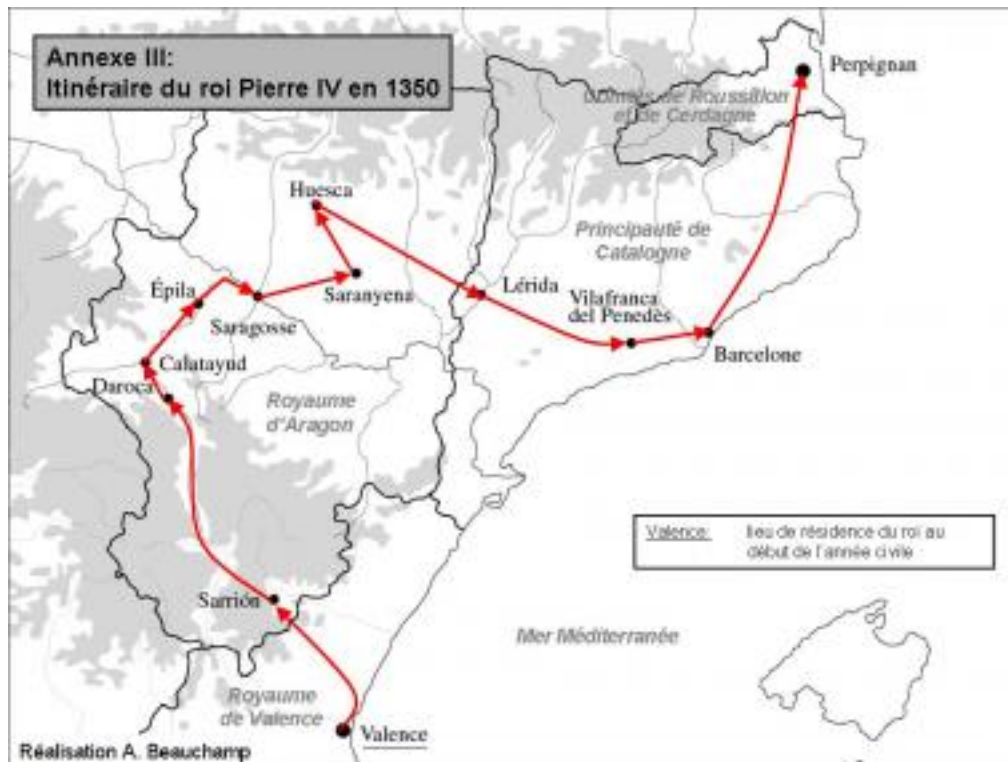 Annexe III:
Itinéraire du roi Pierre IV en 1350
Perpignan
Comtés de Roussillon
et de Cerdagne
Huesca
Principauté de
Catalogne
Épila
Saranyena
Lérida
Saragosse
Vilafranca
del Penedès
Barcelone
Calatayud
Daroca
Royaume
d'Aragon
Valence: lieu de résidence du roi au
début de l'année civile
Sarrión
Mer Méditerranée
Royaume
de Valence
Valence
Réalisation A. Beauchamp